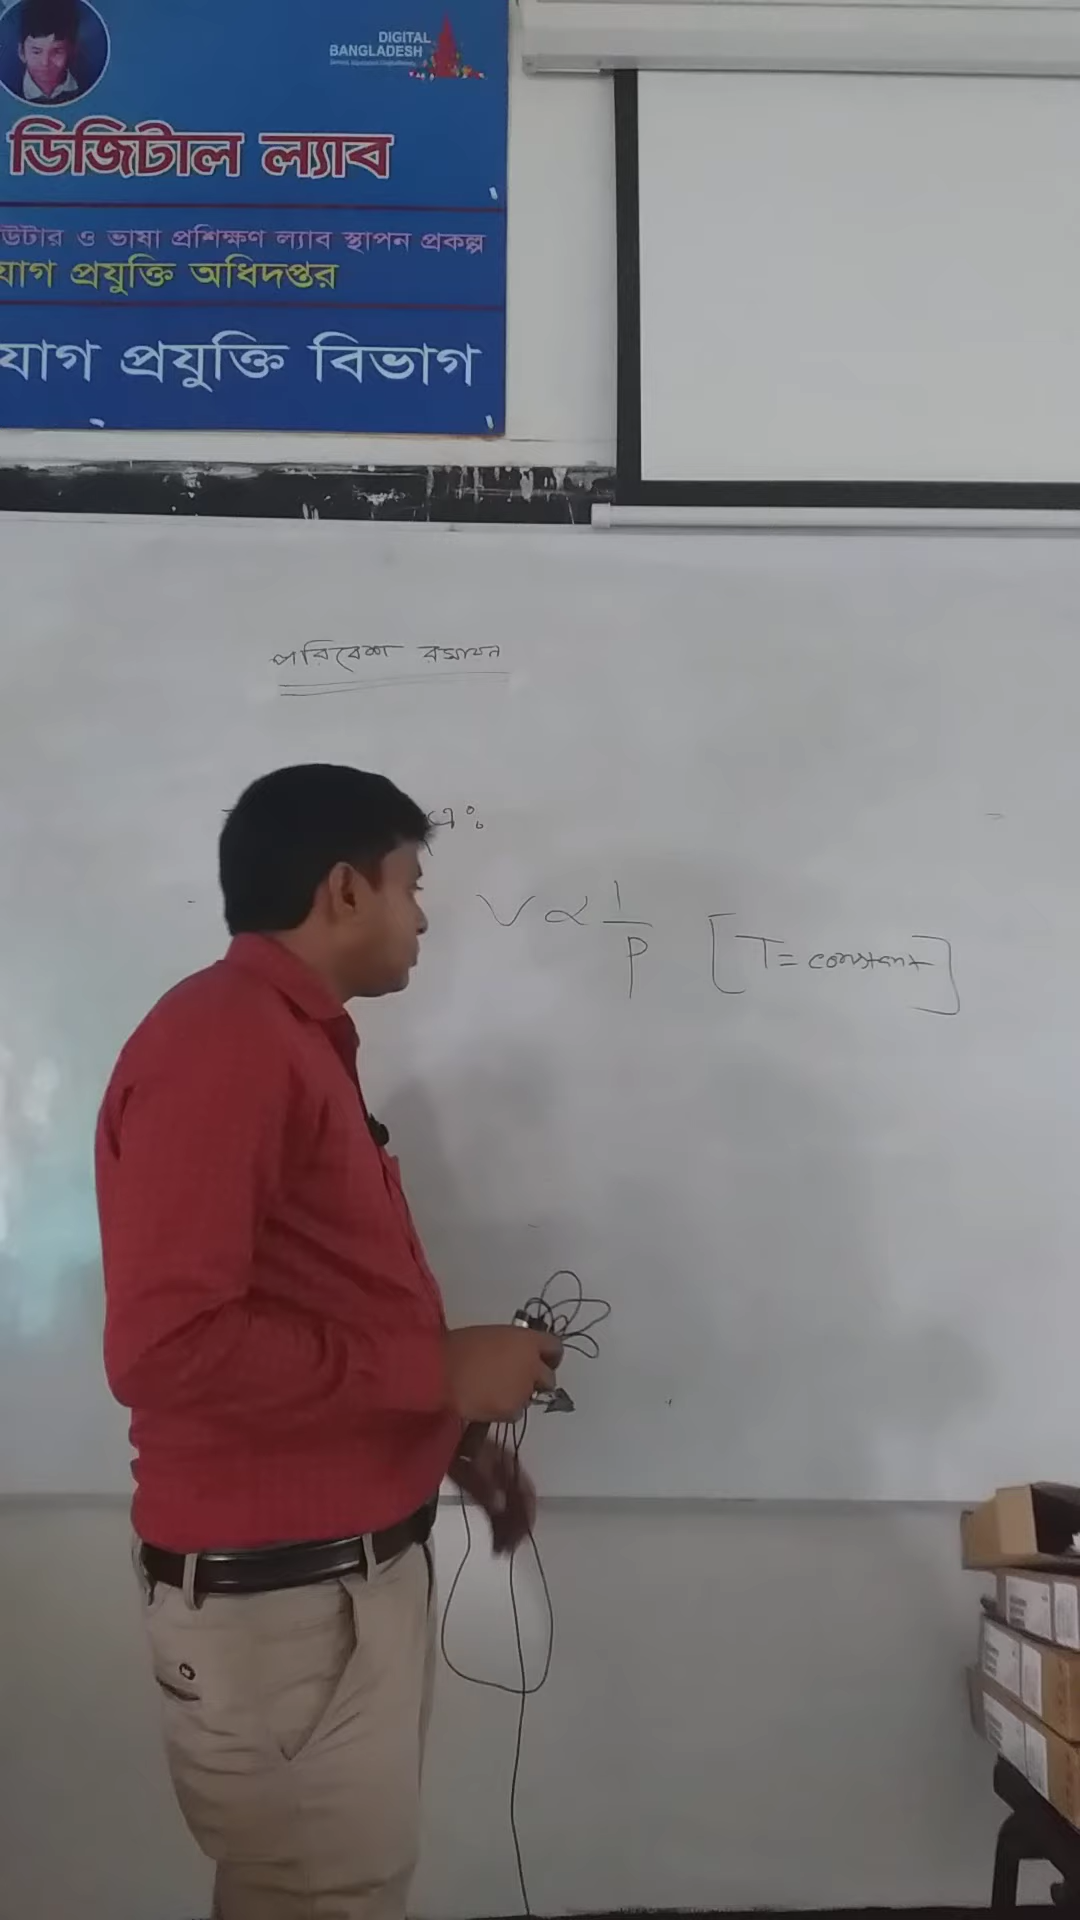 DIGITAL
BANGLADESH
ডিজিটাল ল্যাব
উটার ও ভাষা প্রশিক্ষণ ল্যাব স্থাপন প্রকল্প
যাগ প্রযুক্তি অধিদপ্তর
যাগ প্রযুক্তি বিভাগ
পরিবেশ রসায়ন
V ∝ 1/P [T = constant]